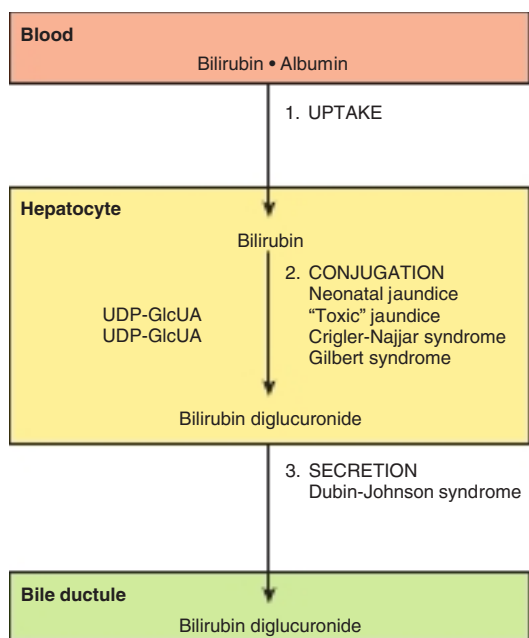 Blood
Bilirubin • Albumin
1. UPTAKE
Hepatocyte
Bilirubin
2. CONJUGATION
Neonatal jaundice
“Toxic” jaundice
Crigler-Najjar syndrome
Gilbert syndrome
UDP-GlcUA
UDP-GlcUA
Bilirubin diglucuronide
3. SECRETION
Dubin-Johnson syndrome
Bile ductule
Bilirubin diglucuronide